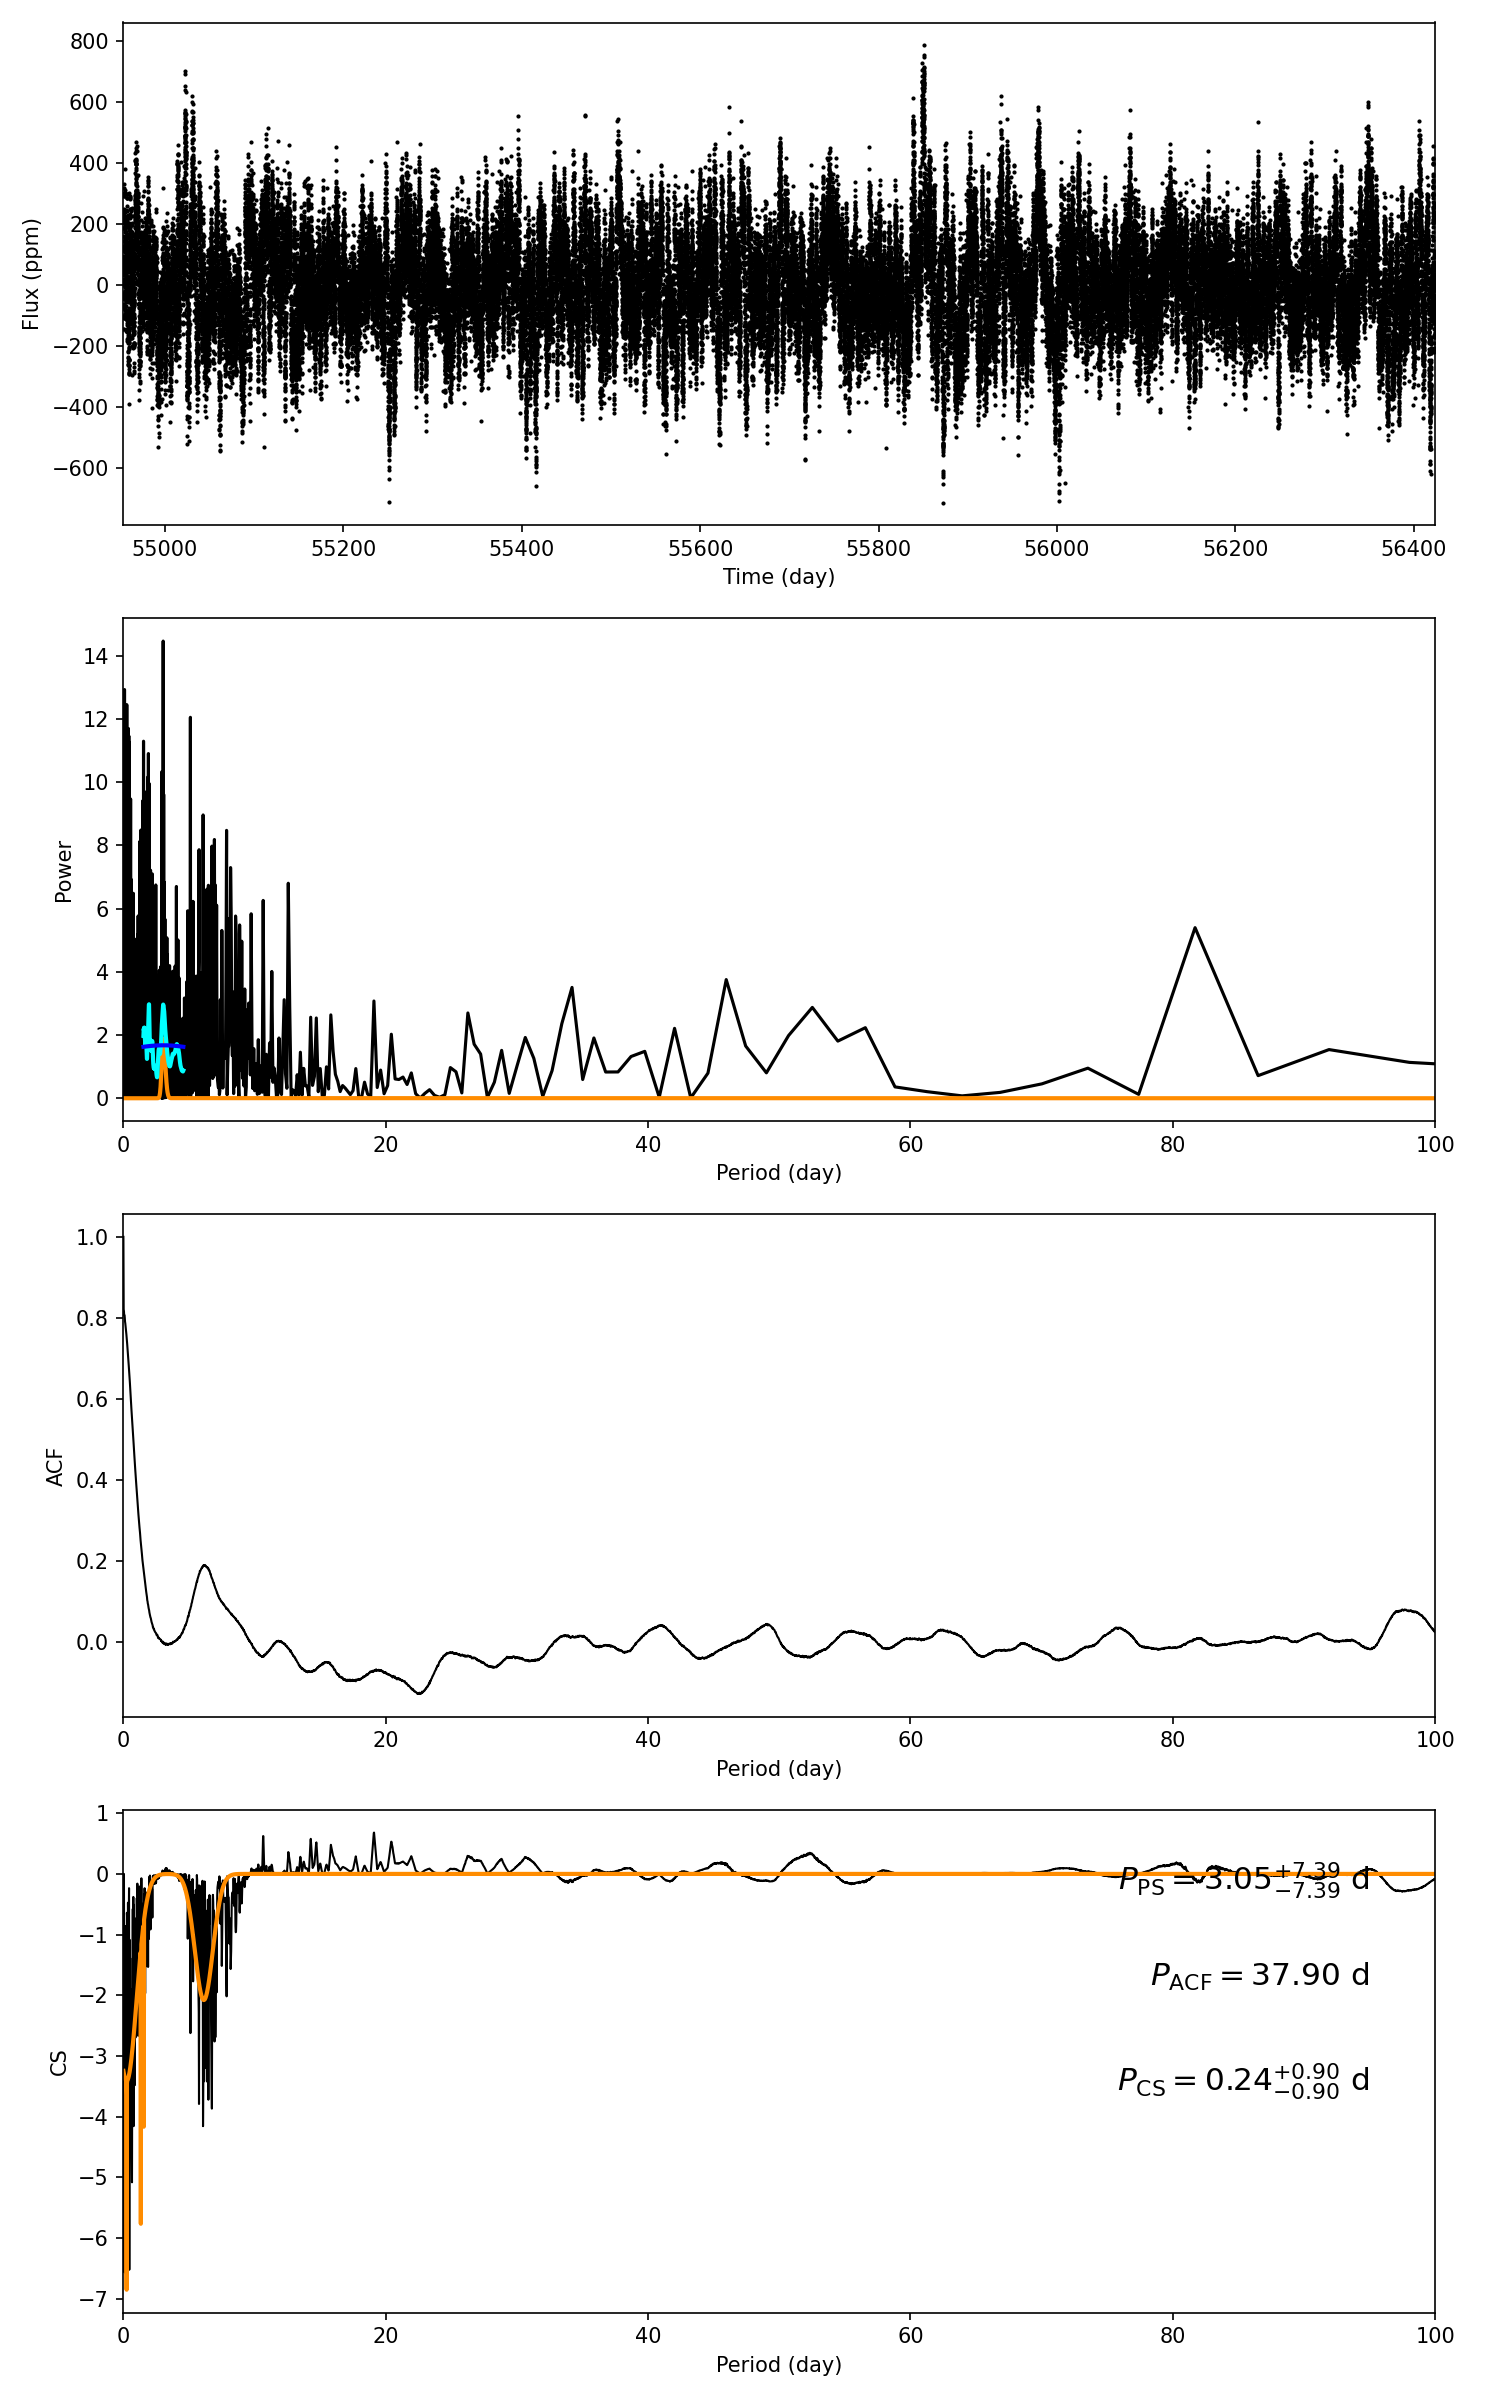 800
600
400
200
0
−200
−400
−600
Flux (ppm)
55000 55200 55400 55600 55800 56000 56200 56400
Time (day)
14
12
10
8
6
4
2
0
Power
0 20 40 60 80 100
Period (day)
1.0
0.8
0.6
0.4
0.2
0.0
ACF
0 20 40 60 80 100
Period (day)
1
0
−1
−2
−3
−4
−5
−6
−7
CS
P_PS = 3.05^{+7.39}_{−7.39} d
P_ACF = 37.90 d
P_CS = 0.24^{+0.90}_{−0.90} d
0 20 40 60 80 100
Period (day)